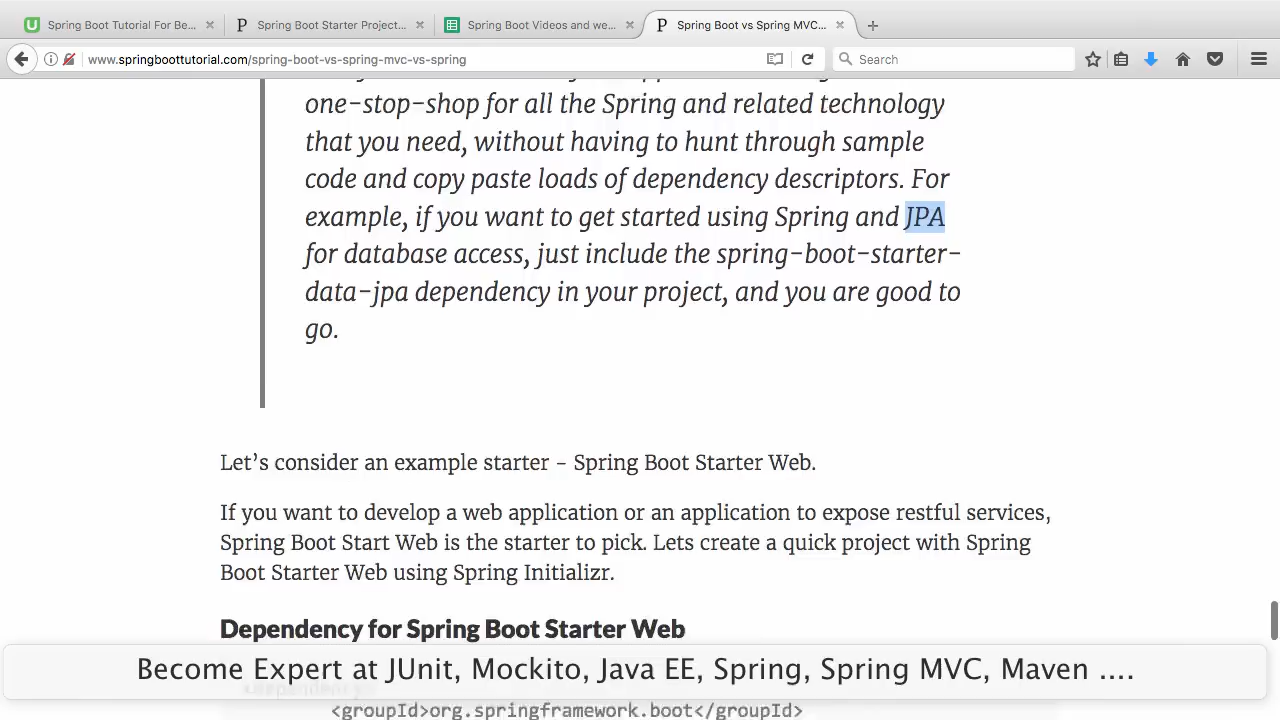 Spring Boot Tutorial For Be...
Spring Boot Starter Project...
Spring Boot Videos and we...
Spring Boot vs Spring MVC...
www.springboottutorial.com/spring-boot-vs-spring-mvc-vs-spring
Search
one-stop-shop for all the Spring and related technology
that you need, without having to hunt through sample
code and copy paste loads of dependency descriptors. For
example, if you want to get started using Spring and JPA
for database access, just include the spring-boot-starter-
data-jpa dependency in your project, and you are good to
go.
Let's consider an example starter - Spring Boot Starter Web.
If you want to develop a web application or an application to expose restful services,
Spring Boot Start Web is the starter to pick. Lets create a quick project with Spring
Boot Starter Web using Spring Initializr.
Dependency for Spring Boot Starter Web
Become Expert at JUnit, Mockito, Java EE, Spring, Spring MVC, Maven ....
<groupId>org.springframework.boot</groupId>